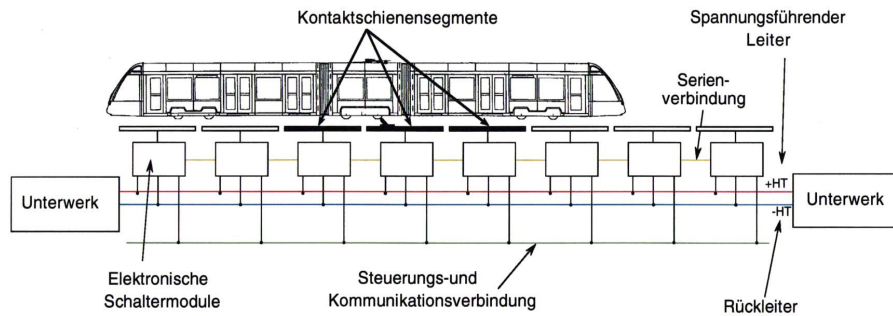 Kontaktschienensegmente
Spannungsführender
Leiter
Serien-
verbindung
+HT
Unterwerk
Unterwerk
-HT
Elektronische
Schaltermodule
Steuerungs-und
Kommunikationsverbindung
Rückleiter